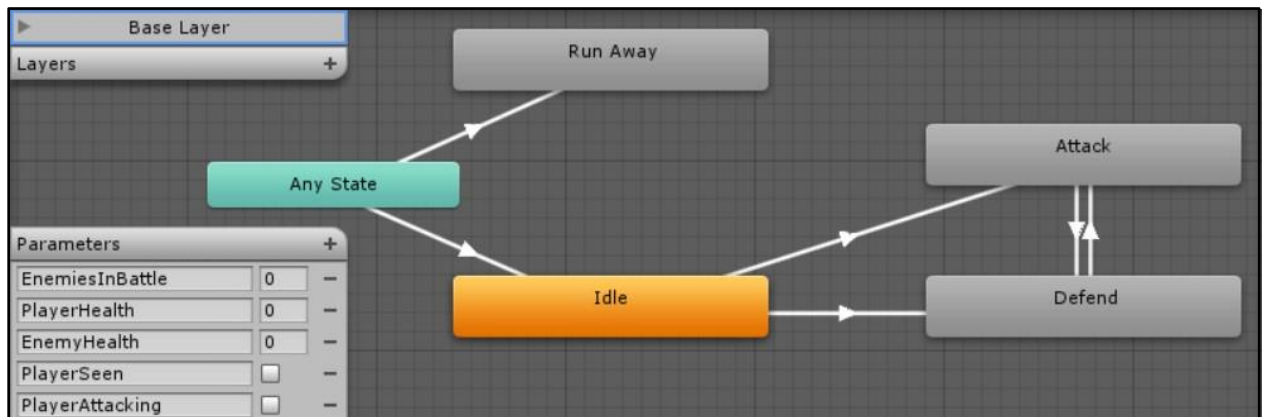 Base Layer
Layers +
Run Away
Attack
Any State
Parameters +
EnemiesInBattle 0 −
PlayerHealth 0 −
EnemyHealth 0 −
PlayerSeen −
PlayerAttacking −
Idle
Defend